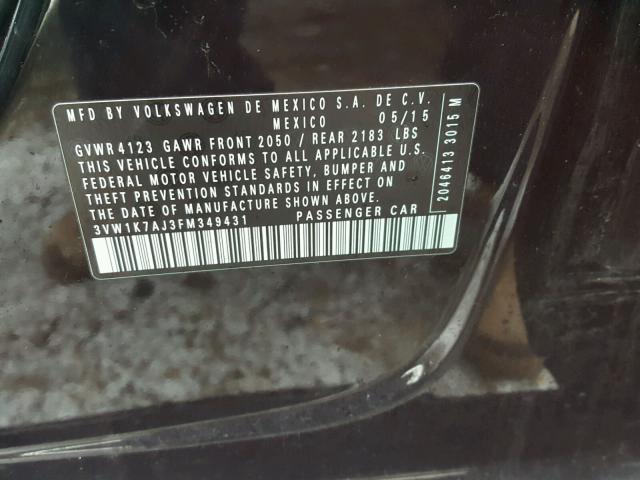 MFD BY VOLKSWAGEN DE MEXICO S.A. DE C.V.
MEXICO 05/15
GVWR 4123 GAWR FRONT 2050 / REAR 2183 LBS
THIS VEHICLE CONFORMS TO ALL APPLICABLE U.S.
FEDERAL MOTOR VEHICLE SAFETY, BUMPER AND
THEFT PREVENTION STANDARDS IN EFFECT ON
THE DATE OF MANUFACTURE SHOWN ABOVE.
3VW1K7AJ3FM349431 PASSENGER CAR
2046413 3015 M